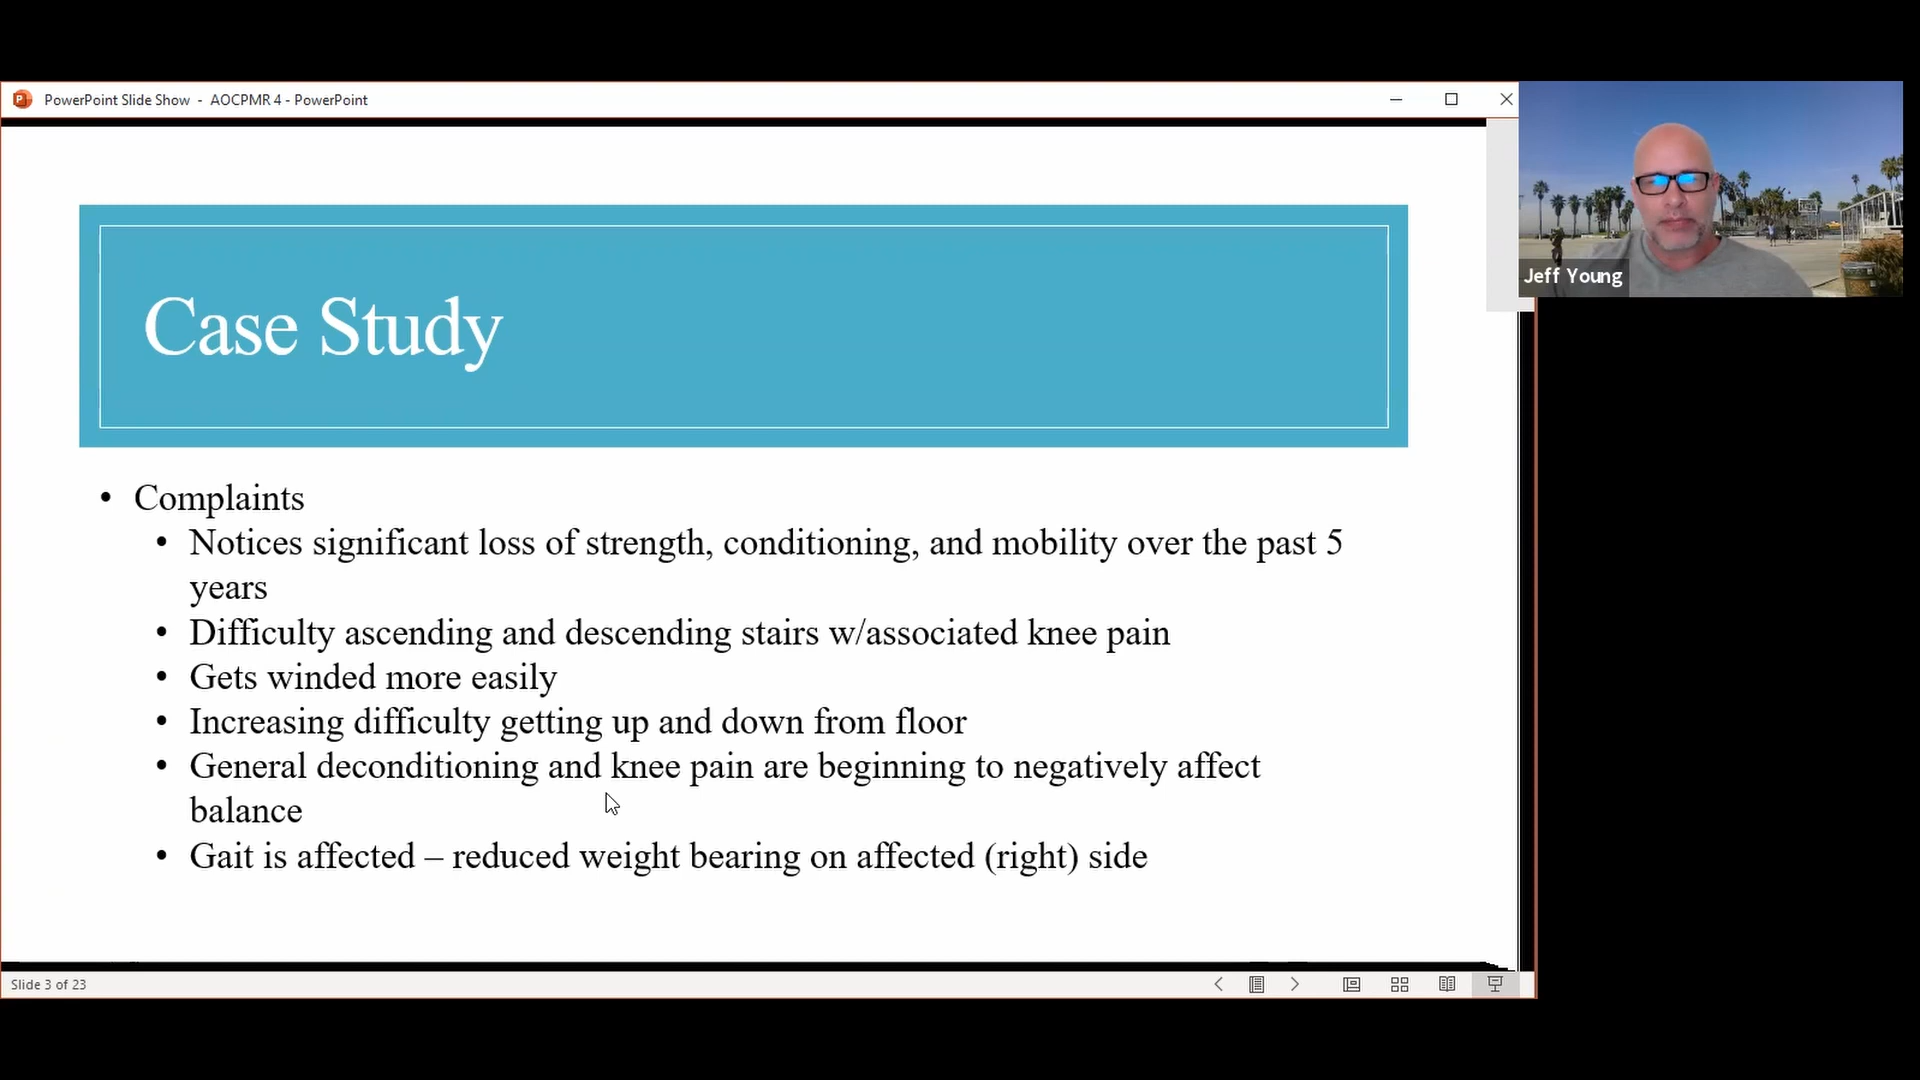 PowerPoint Slide Show - AOCPMR 4 - PowerPoint
Jeff Young
Case Study
• Complaints
• Notices significant loss of strength, conditioning, and mobility over the past 5
years
• Difficulty ascending and descending stairs w/associated knee pain
• Gets winded more easily
• Increasing difficulty getting up and down from floor
• General deconditioning and knee pain are beginning to negatively affect
balance
• Gait is affected – reduced weight bearing on affected (right) side
Slide 3 of 23